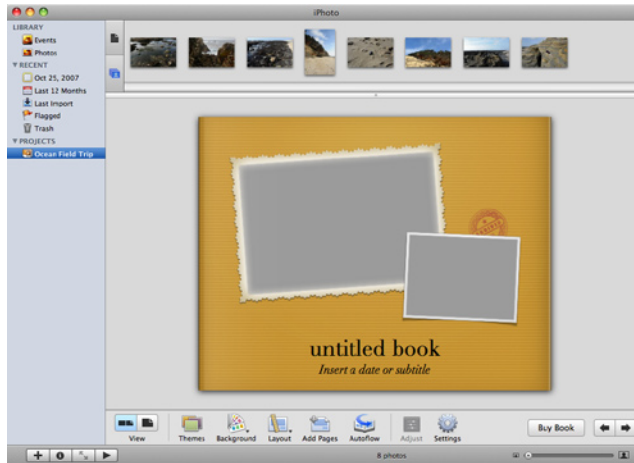 iPhoto
LIBRARY
Events
Photos
RECENT
Oct 25, 2007
Last 12 Months
Last Import
Flagged
Trash
PROJECTS
Ocean Field Trip
untitled book
Insert a date or subtitle
View
Themes
Background
Layout
Add Pages
Autoflow
Adjust
Settings
Buy Book
8 photos